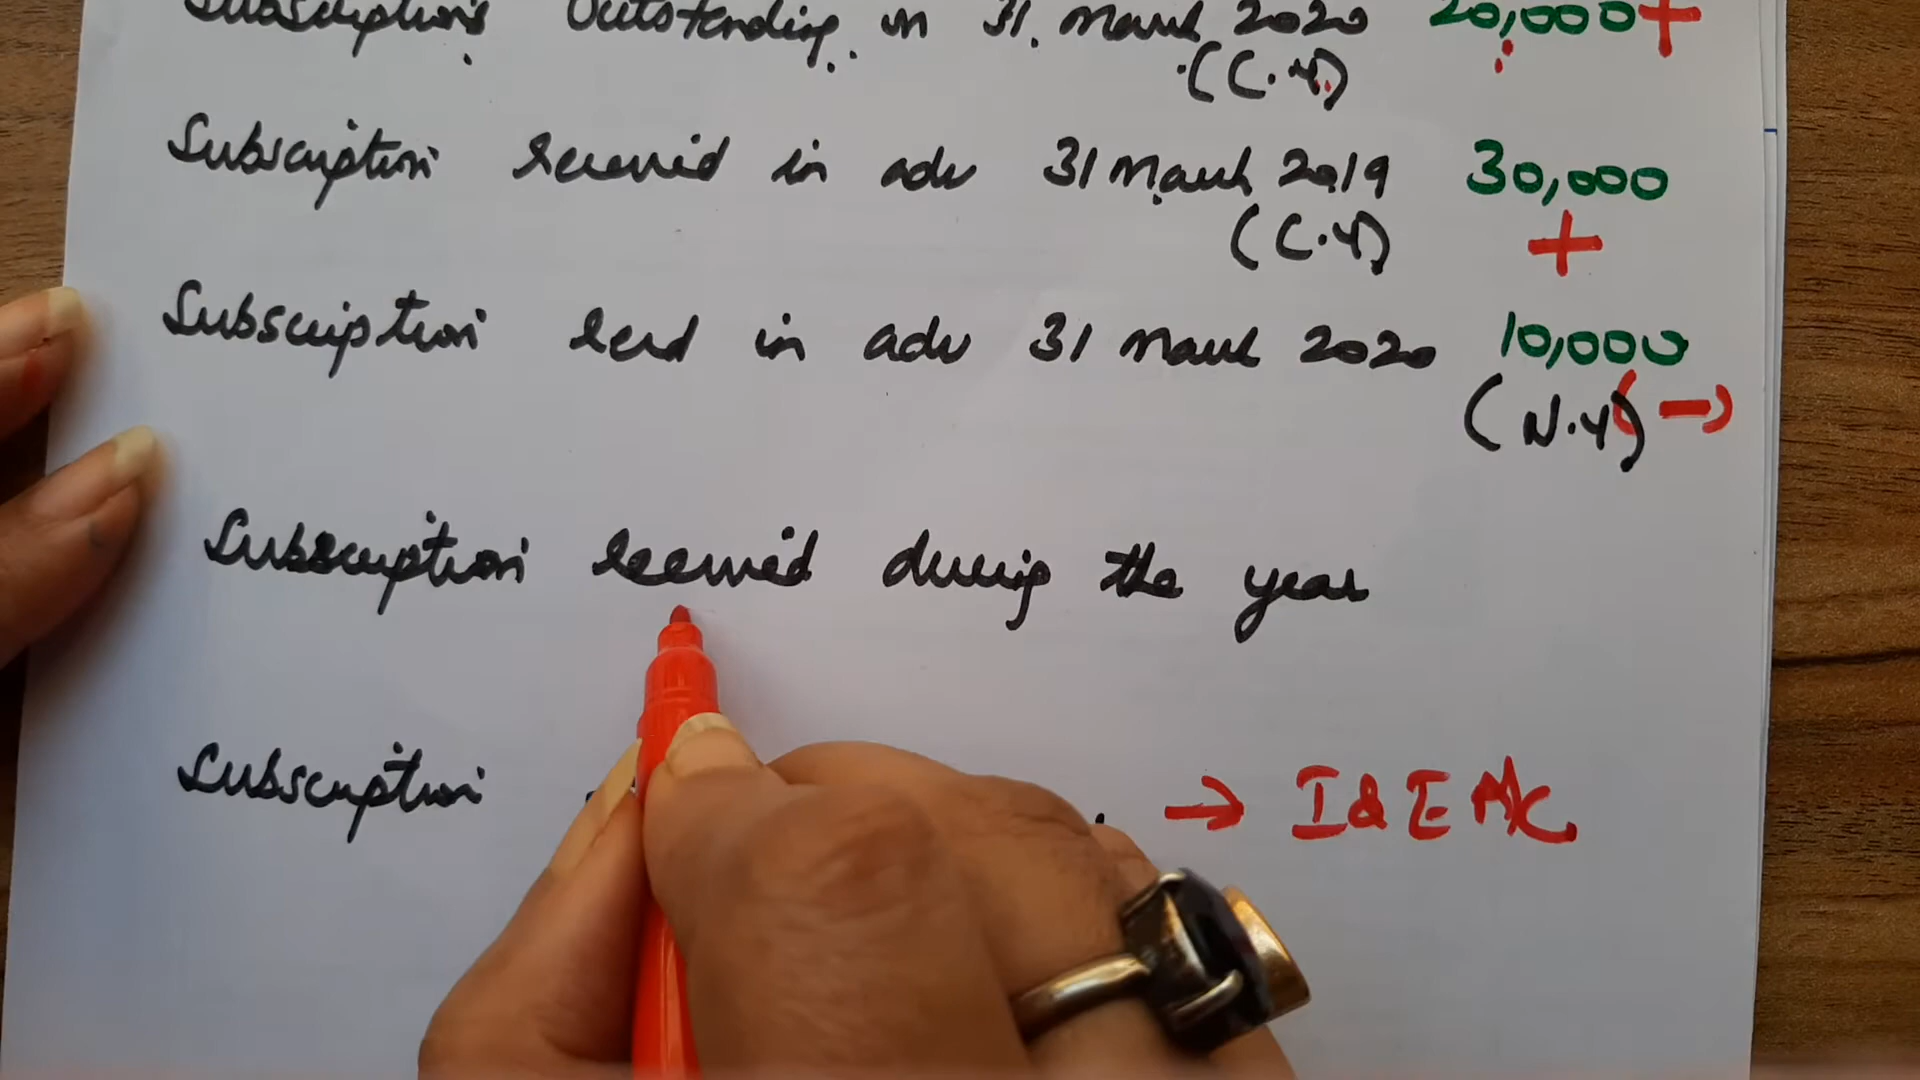 Subscriptions Outstanding on 31 March 2020 20,000 +
(C.Y)
Subscription received in adv 31 March 2019 30,000
(C.Y) +
Subscription recd in adv 31 March 2020 10,000
(N.Y) (-)
Subscription received during the year
Subscription → I & E A/C